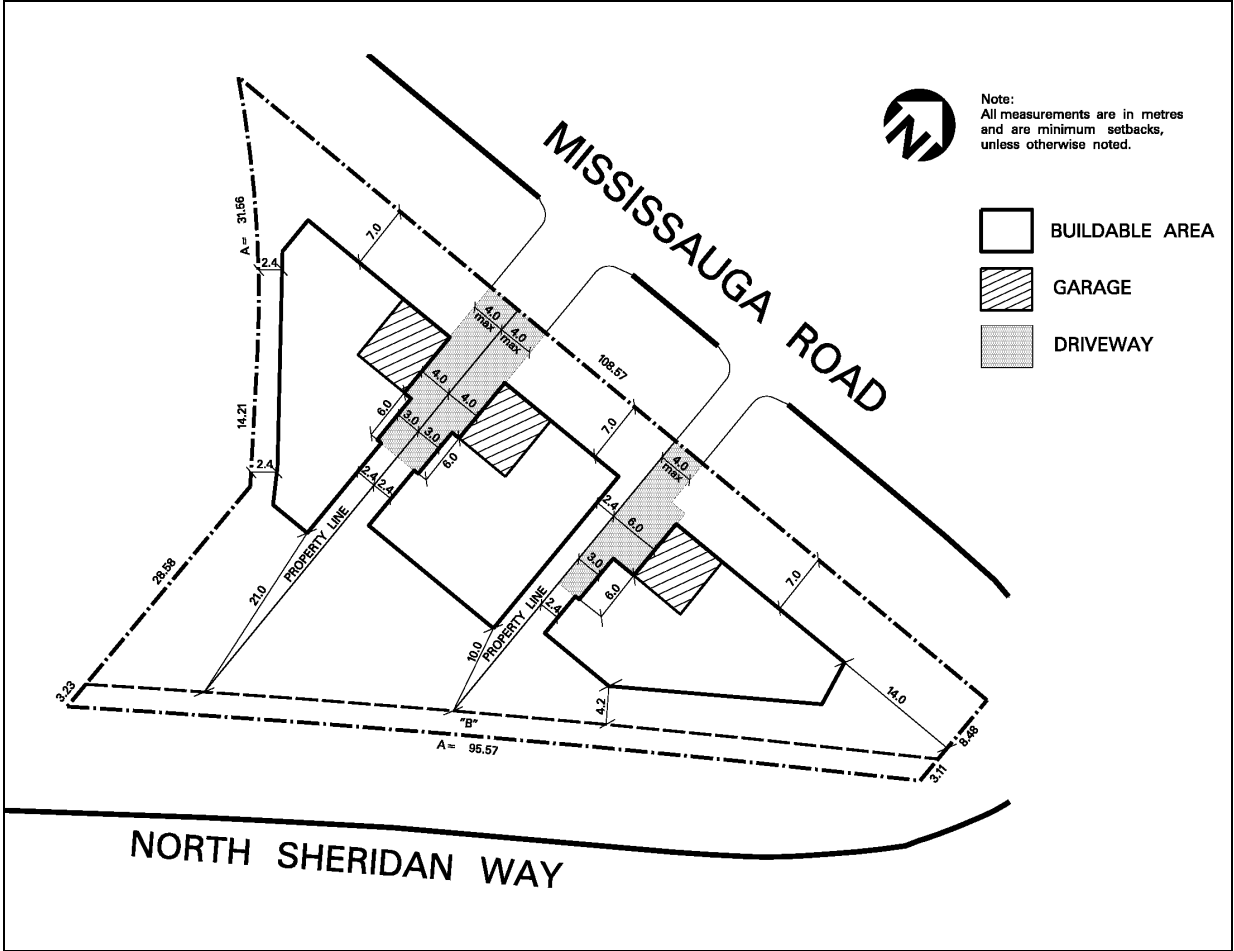 MISSISSAUGA ROAD
N
Note:
All measurements are in metres
and are minimum setbacks,
unless otherwise noted.
BUILDABLE AREA
GARAGE
DRIVEWAY
A= 31.56
2.4
7.0
4.0
max
4.0
max
108.57
4.0
4.0
6.0
3.0
3.0
6.0
7.0
14.21
2.4
2.4
2.4
4.0
max
2.4
6.0
PROPERTY LINE
3.0
6.0
7.0
28.58
21.0
2.4
PROPERTY LINE
10.0
3.23
4.2
14.0
8.48
3.11
"B"
A= 95.57
NORTH SHERIDAN WAY